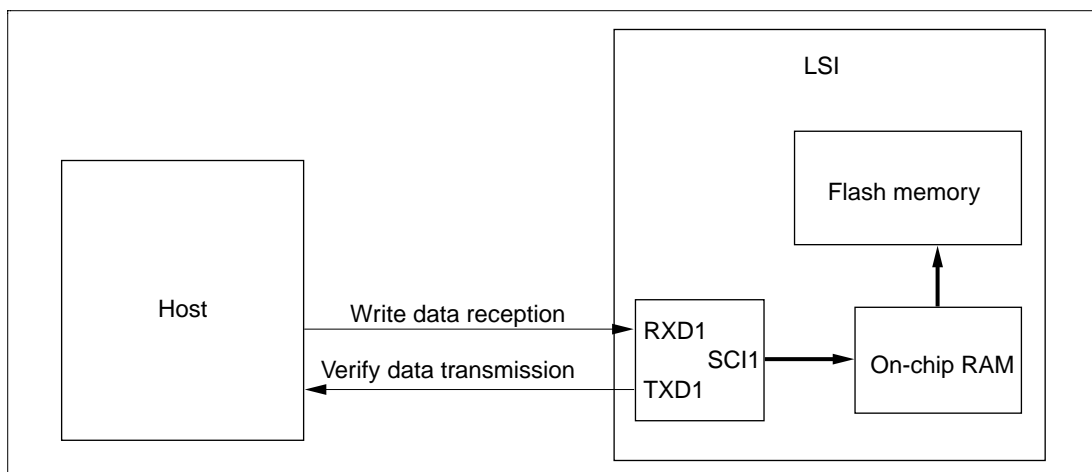 LSI
Flash memory
Host
Write data reception
RXD1
SCI1
On-chip RAM
Verify data transmission
TXD1